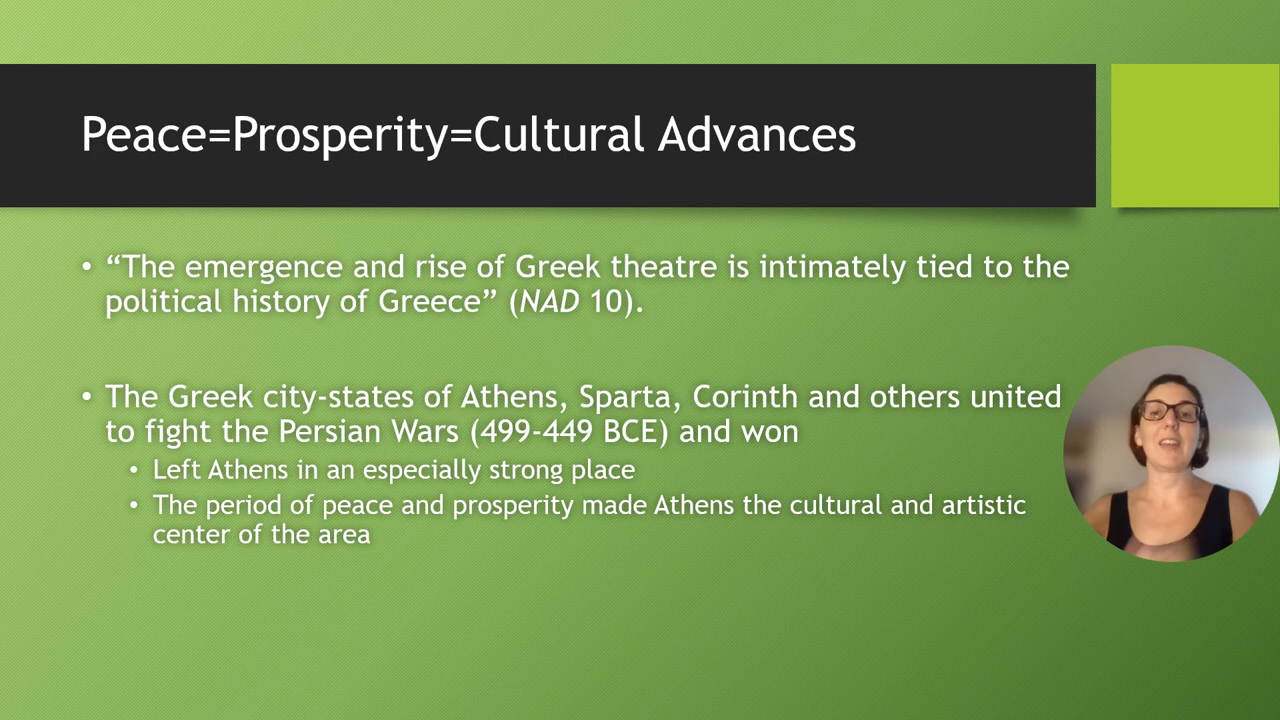 Peace=Prosperity=Cultural Advances
• “The emergence and rise of Greek theatre is intimately tied to the
political history of Greece” (NAD 10).
• The Greek city-states of Athens, Sparta, Corinth and others united
to fight the Persian Wars (499-449 BCE) and won
• Left Athens in an especially strong place
• The period of peace and prosperity made Athens the cultural and artistic
center of the area